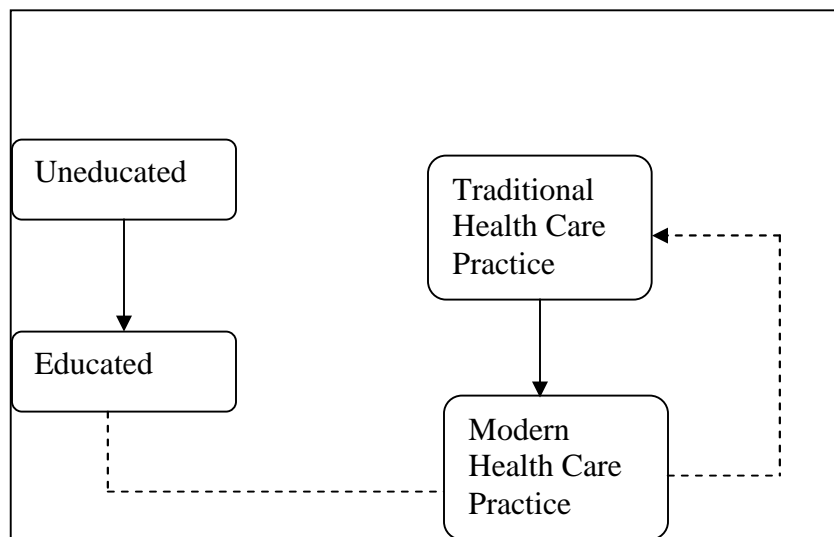 Uneducated
Traditional
Health Care
Practice
Educated
Modern
Health Care
Practice